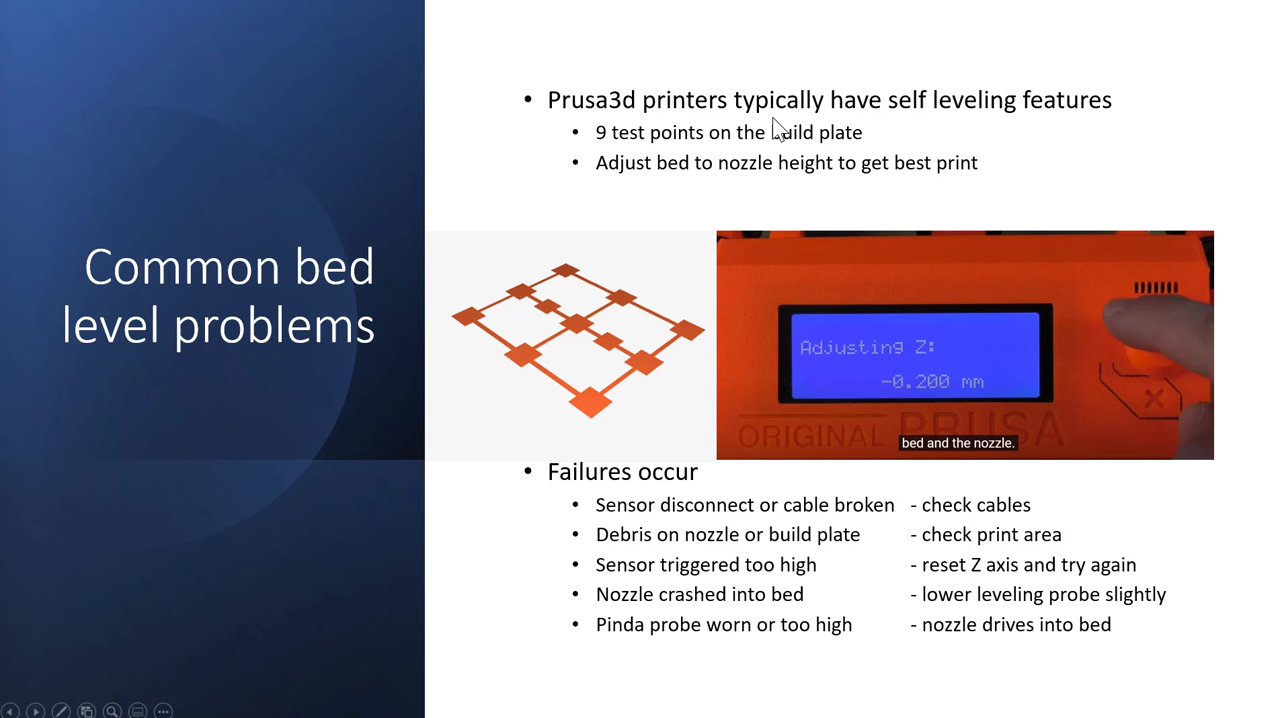 Common bed
level problems
• Prusa3d printers typically have self leveling features
• 9 test points on the build plate
• Adjust bed to nozzle height to get best print
Adjusting Z:
-0.200 mm
ORIGINAL PRUSA
bed and the nozzle.
• Failures occur
• Sensor disconnect or cable broken - check cables
• Debris on nozzle or build plate - check print area
• Sensor triggered too high - reset Z axis and try again
• Nozzle crashed into bed - lower leveling probe slightly
• Pinda probe worn or too high - nozzle drives into bed